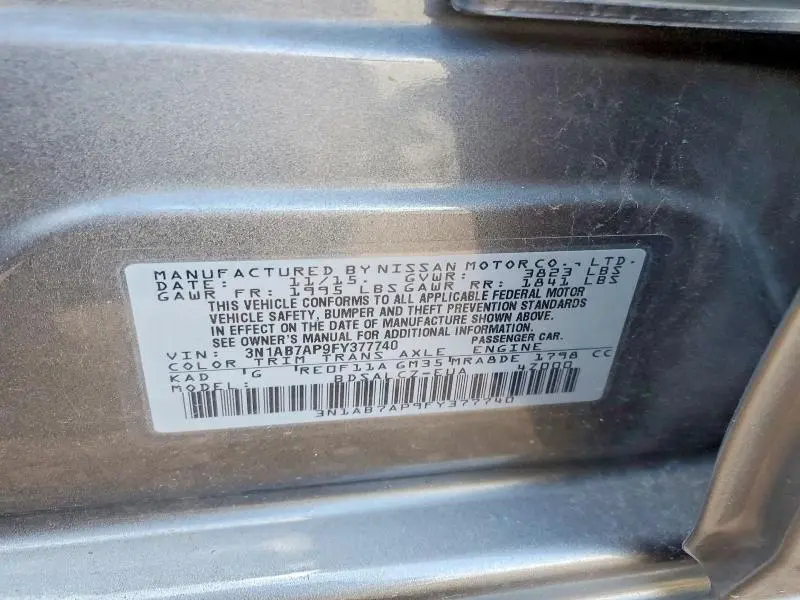 MANUFACTURED BY NISSAN MOTOR CO., LTD.
DATE: 11/15. GVWR: 3823 LBS
GAWR FR: 1995 LBS GAWR RR: 1841 LBS
THIS VEHICLE CONFORMS TO ALL APPLICABLE FEDERAL MOTOR
VEHICLE SAFETY, BUMPER AND THEFT PREVENTION STANDARDS
IN EFFECT ON THE DATE OF MANUFACTURE SHOWN ABOVE.
SEE OWNER'S MANUAL FOR ADDITIONAL INFORMATION.
VIN: 3N1AB7AP9FY377740 PASSENGER CAR.
COLOR TRIM TRANS AXLE ENGINE
KAD G RE0F11A GM35 MRA8DE 1798 CC
MODEL: BDSALCZ-EUA 47000
3N1AB7AP9FY377740